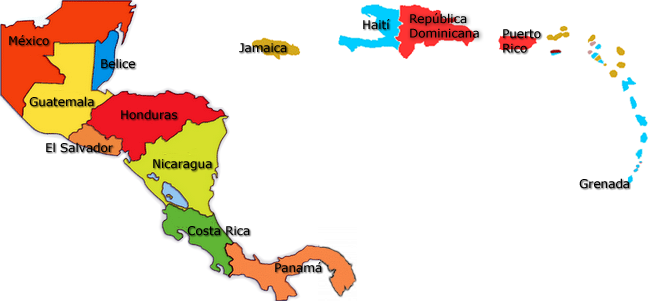 México
Belice
Guatemala
Honduras
El Salvador
Nicaragua
Costa Rica
Panamá
Jamaica
Haití
República
Dominicana
Puerto
Rico
Grenada